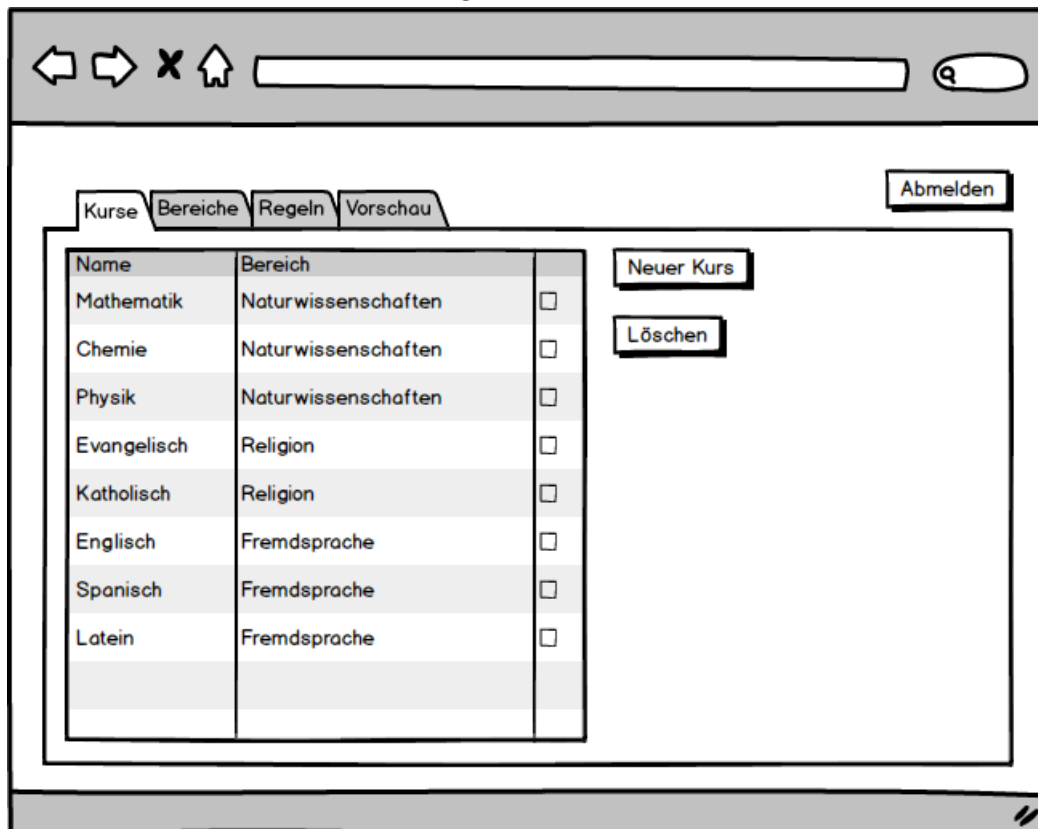 Abmelden
Kurse Bereiche Regeln Vorschau
Name Bereich
Neuer Kurs
Mathematik Naturwissenschaften
Löschen
Chemie Naturwissenschaften
Physik Naturwissenschaften
Evangelisch Religion
Katholisch Religion
Englisch Fremdsprache
Spanisch Fremdsprache
Latein Fremdsprache